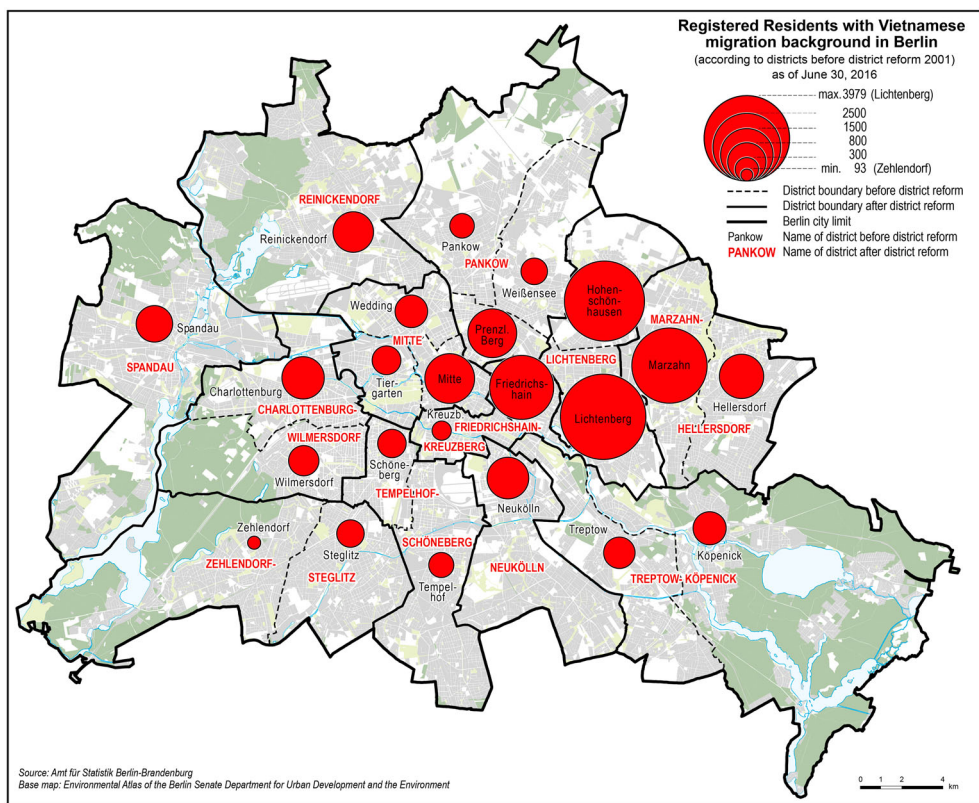 Registered Residents with Vietnamese
migration background in Berlin
(according to districts before district reform 2001)
as of June 30, 2016
max. 3979 (Lichtenberg)
2500
1500
800
300
min. 93 (Zehlendorf)
District boundary before district reform
District boundary after district reform
Berlin city limit
Pankow Name of district before district reform
PANKOW Name of district after district reform
REINICKENDORF
Reinickendorf
Pankow
PANKOW
Weißensee
Hohen-
schön-
hausen
Wedding
MITTE
Prenzl.
Berg
MARZAHN-
Spandau
SPANDAU
LICHTENBERG
Marzahn
Tier-
garten
Mitte
Friedrichs-
hain
Charlottenburg
CHARLOTTENBURG-
Hellersdorf
HELLERSDORF
Lichtenberg
Kreuzb.
FRIEDRICHSHAIN-
KREUZBERG
WILMERSDORF
Wilmersdorf
Schöne-
berg
TEMPELHOF-
Neukölln
Zehlendorf
ZEHLENDORF-
Steglitz
STEGLITZ
SCHÖNEBERG
Tempel-
hof
NEUKÖLLN
Treptow
Köpenick
TREPTOW- KÖPENICK
Source: Amt für Statistik Berlin-Brandenburg
Base map: Environmental Atlas of the Berlin Senate Department for Urban Development and the Environment
0 1 2 4
km